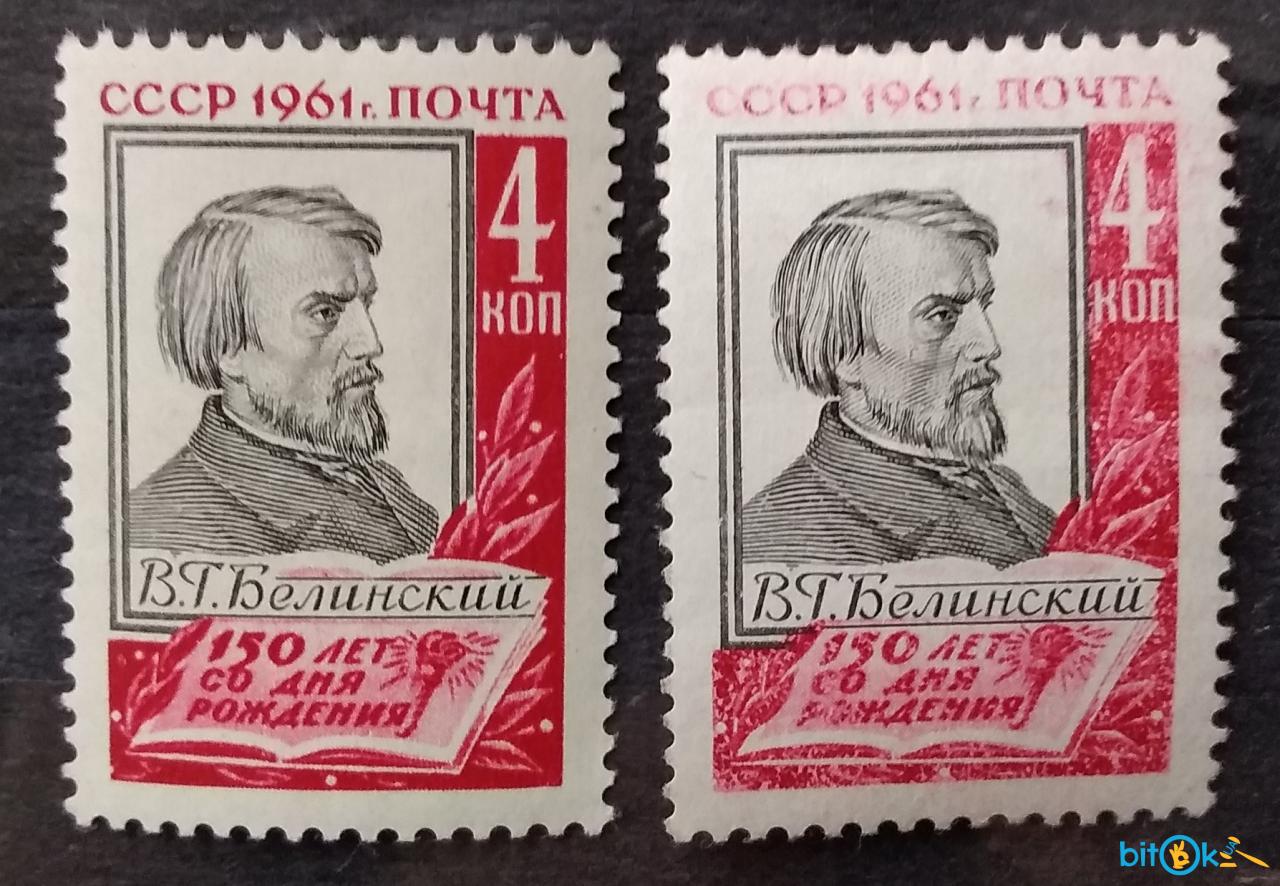 СССР 1961г. ПОЧТА
4
КОП
В.Г.Белинский
150 ЛЕТ
СО ДНЯ
РОЖДЕНИЯ
СССР 1961г. ПОЧТА
4
КОП
В.Г.Белинский
150 ЛЕТ
СО ДНЯ
РОЖДЕНИЯ
bitOk